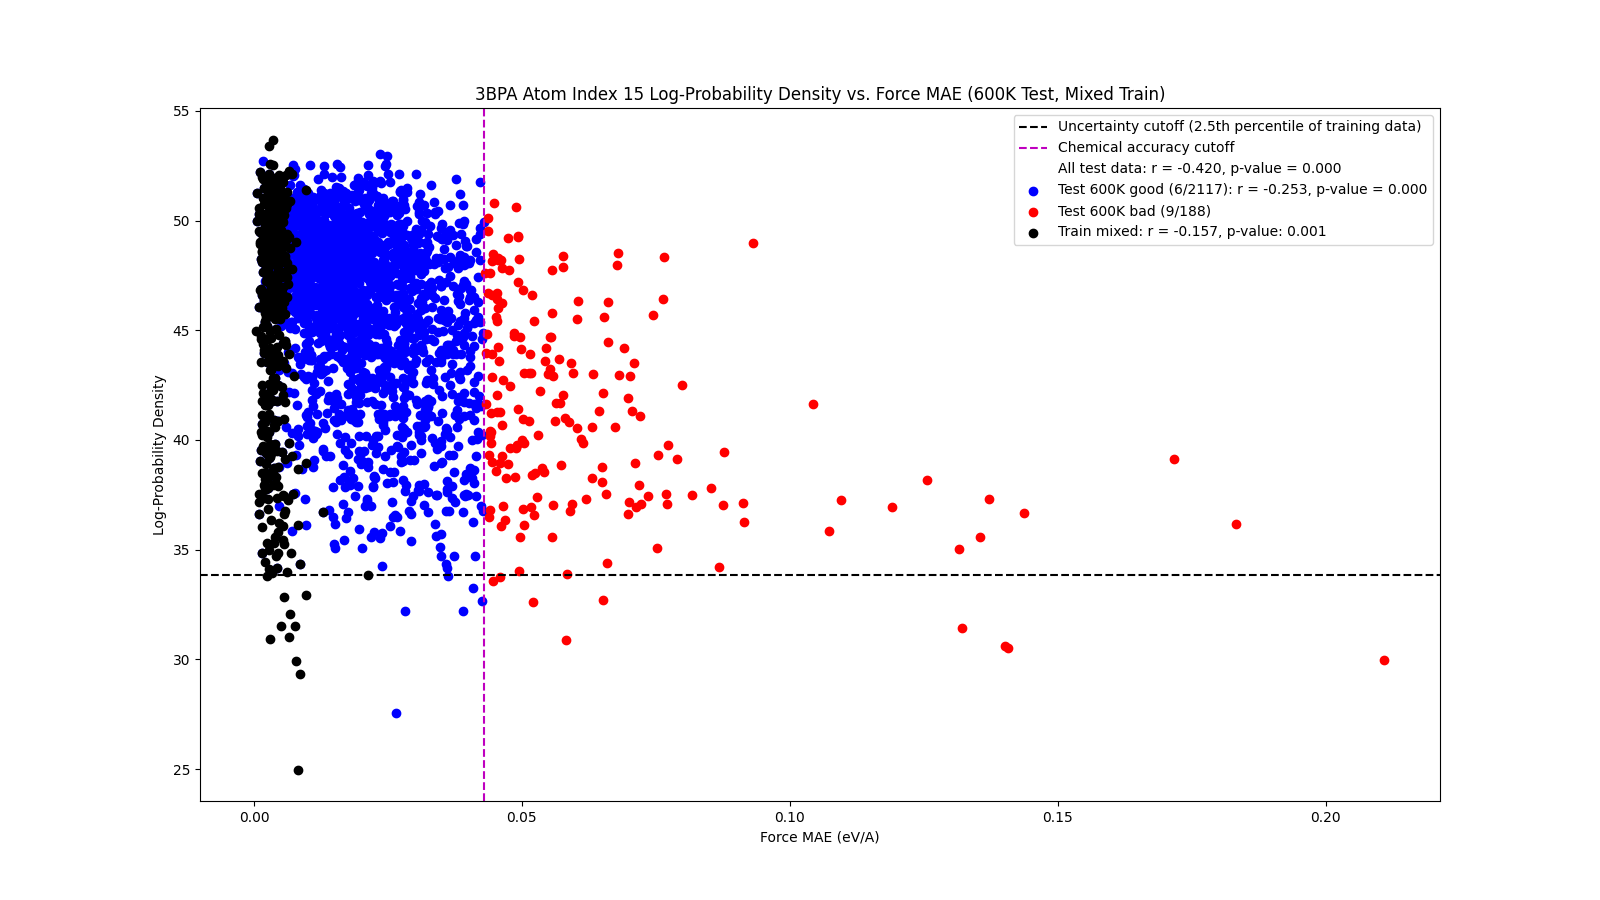 3BPA Atom Index 15 Log-Probability Density vs. Force MAE (600K Test, Mixed Train)
Uncertainty cutoff (2.5th percentile of training data)
Chemical accuracy cutoff
All test data: r = -0.420, p-value = 0.000
Test 600K good (6/2117): r = -0.253, p-value = 0.000
Test 600K bad (9/188)
Train mixed: r = -0.157, p-value: 0.001
Log-Probability Density
55
50
45
40
35
30
25
0.00
0.05
0.10
0.15
0.20
Force MAE (eV/A)